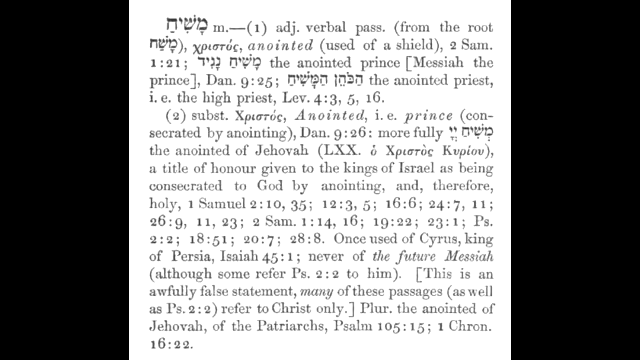 מָשִׁיחַ m.—(1) adj. verbal pass. (from the root
מָשַׁח), χριστός, anointed (used of a shield), 2 Sam.
1:21; מָשִׁיחַ נָגִיד the anointed prince [Messiah the
prince], Dan. 9:25; הַכֹּהֵן הַמָּשִׁיחַ the anointed priest,
i. e. the high priest, Lev. 4:3, 5, 16.
(2) subst. Χριστός, Anointed, i. e. prince (con-
secrated by anointing), Dan. 9:26: more fully מְשִׁיחַ יְיָ
the anointed of Jehovah (LXX. ὁ Χριστὸς Κυρίου),
a title of honour given to the kings of Israel as being
consecrated to God by anointing, and, therefore,
holy, 1 Samuel 2:10, 35; 12:3, 5; 16:6; 24:7, 11;
26:9, 11, 23; 2 Sam. 1:14, 16; 19:22; 23:1; Ps.
2:2; 18:51; 20:7; 28:8. Once used of Cyrus, king
of Persia, Isaiah 45:1; never of the future Messiah
(although some refer Ps. 2:2 to him). [This is an
awfully false statement, many of these passages (as well
as Ps. 2:2) refer to Christ only.] Plur. the anointed of
Jehovah, of the Patriarchs, Psalm 105:15; 1 Chron.
16:22.